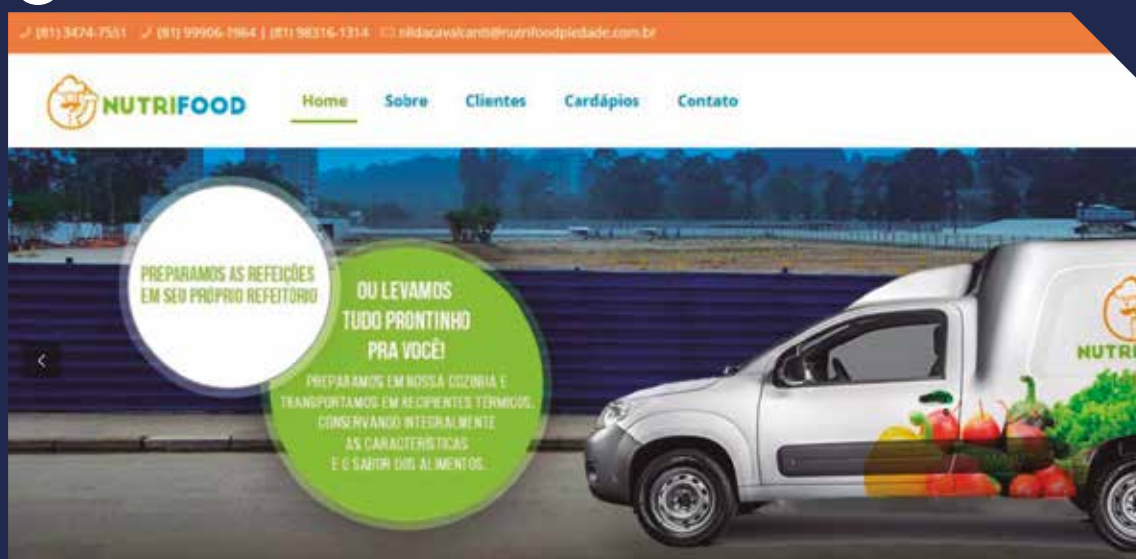 (81) 3474-7551 (81) 99906-7984 | (81) 98316-1314 nildacavalcanti@nutrifoodpiedade.com.br
NUTRIFOOD Home Sobre Clientes Cardápios Contato
PREPARAMOS AS REFEIÇÕES
EM SEU PRÓPRIO REFEITÓRIO
OU LEVAMOS
TUDO PRONTINHO
PRA VOCÊ!
PREPARAMOS EM NOSSA COZINHA E
TRANSPORTAMOS EM RECIPIENTES TÉRMICOS,
CONSERVANDO INTEGRALMENTE
AS CARACTERÍSTICAS
E O SABOR DOS ALIMENTOS.
NUTRI